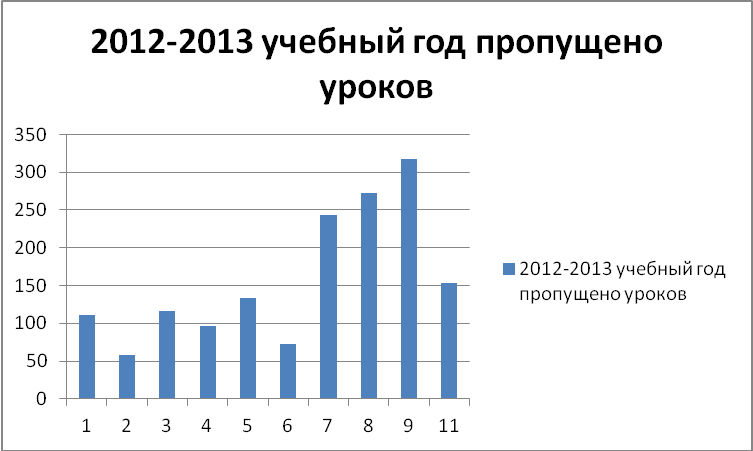 2012-2013 учебный год пропущено
уроков
350
300
250
200
150
100
50
0
1 2 3 4 5 6 7 8 9 11
2012-2013 учебный год
пропущено уроков